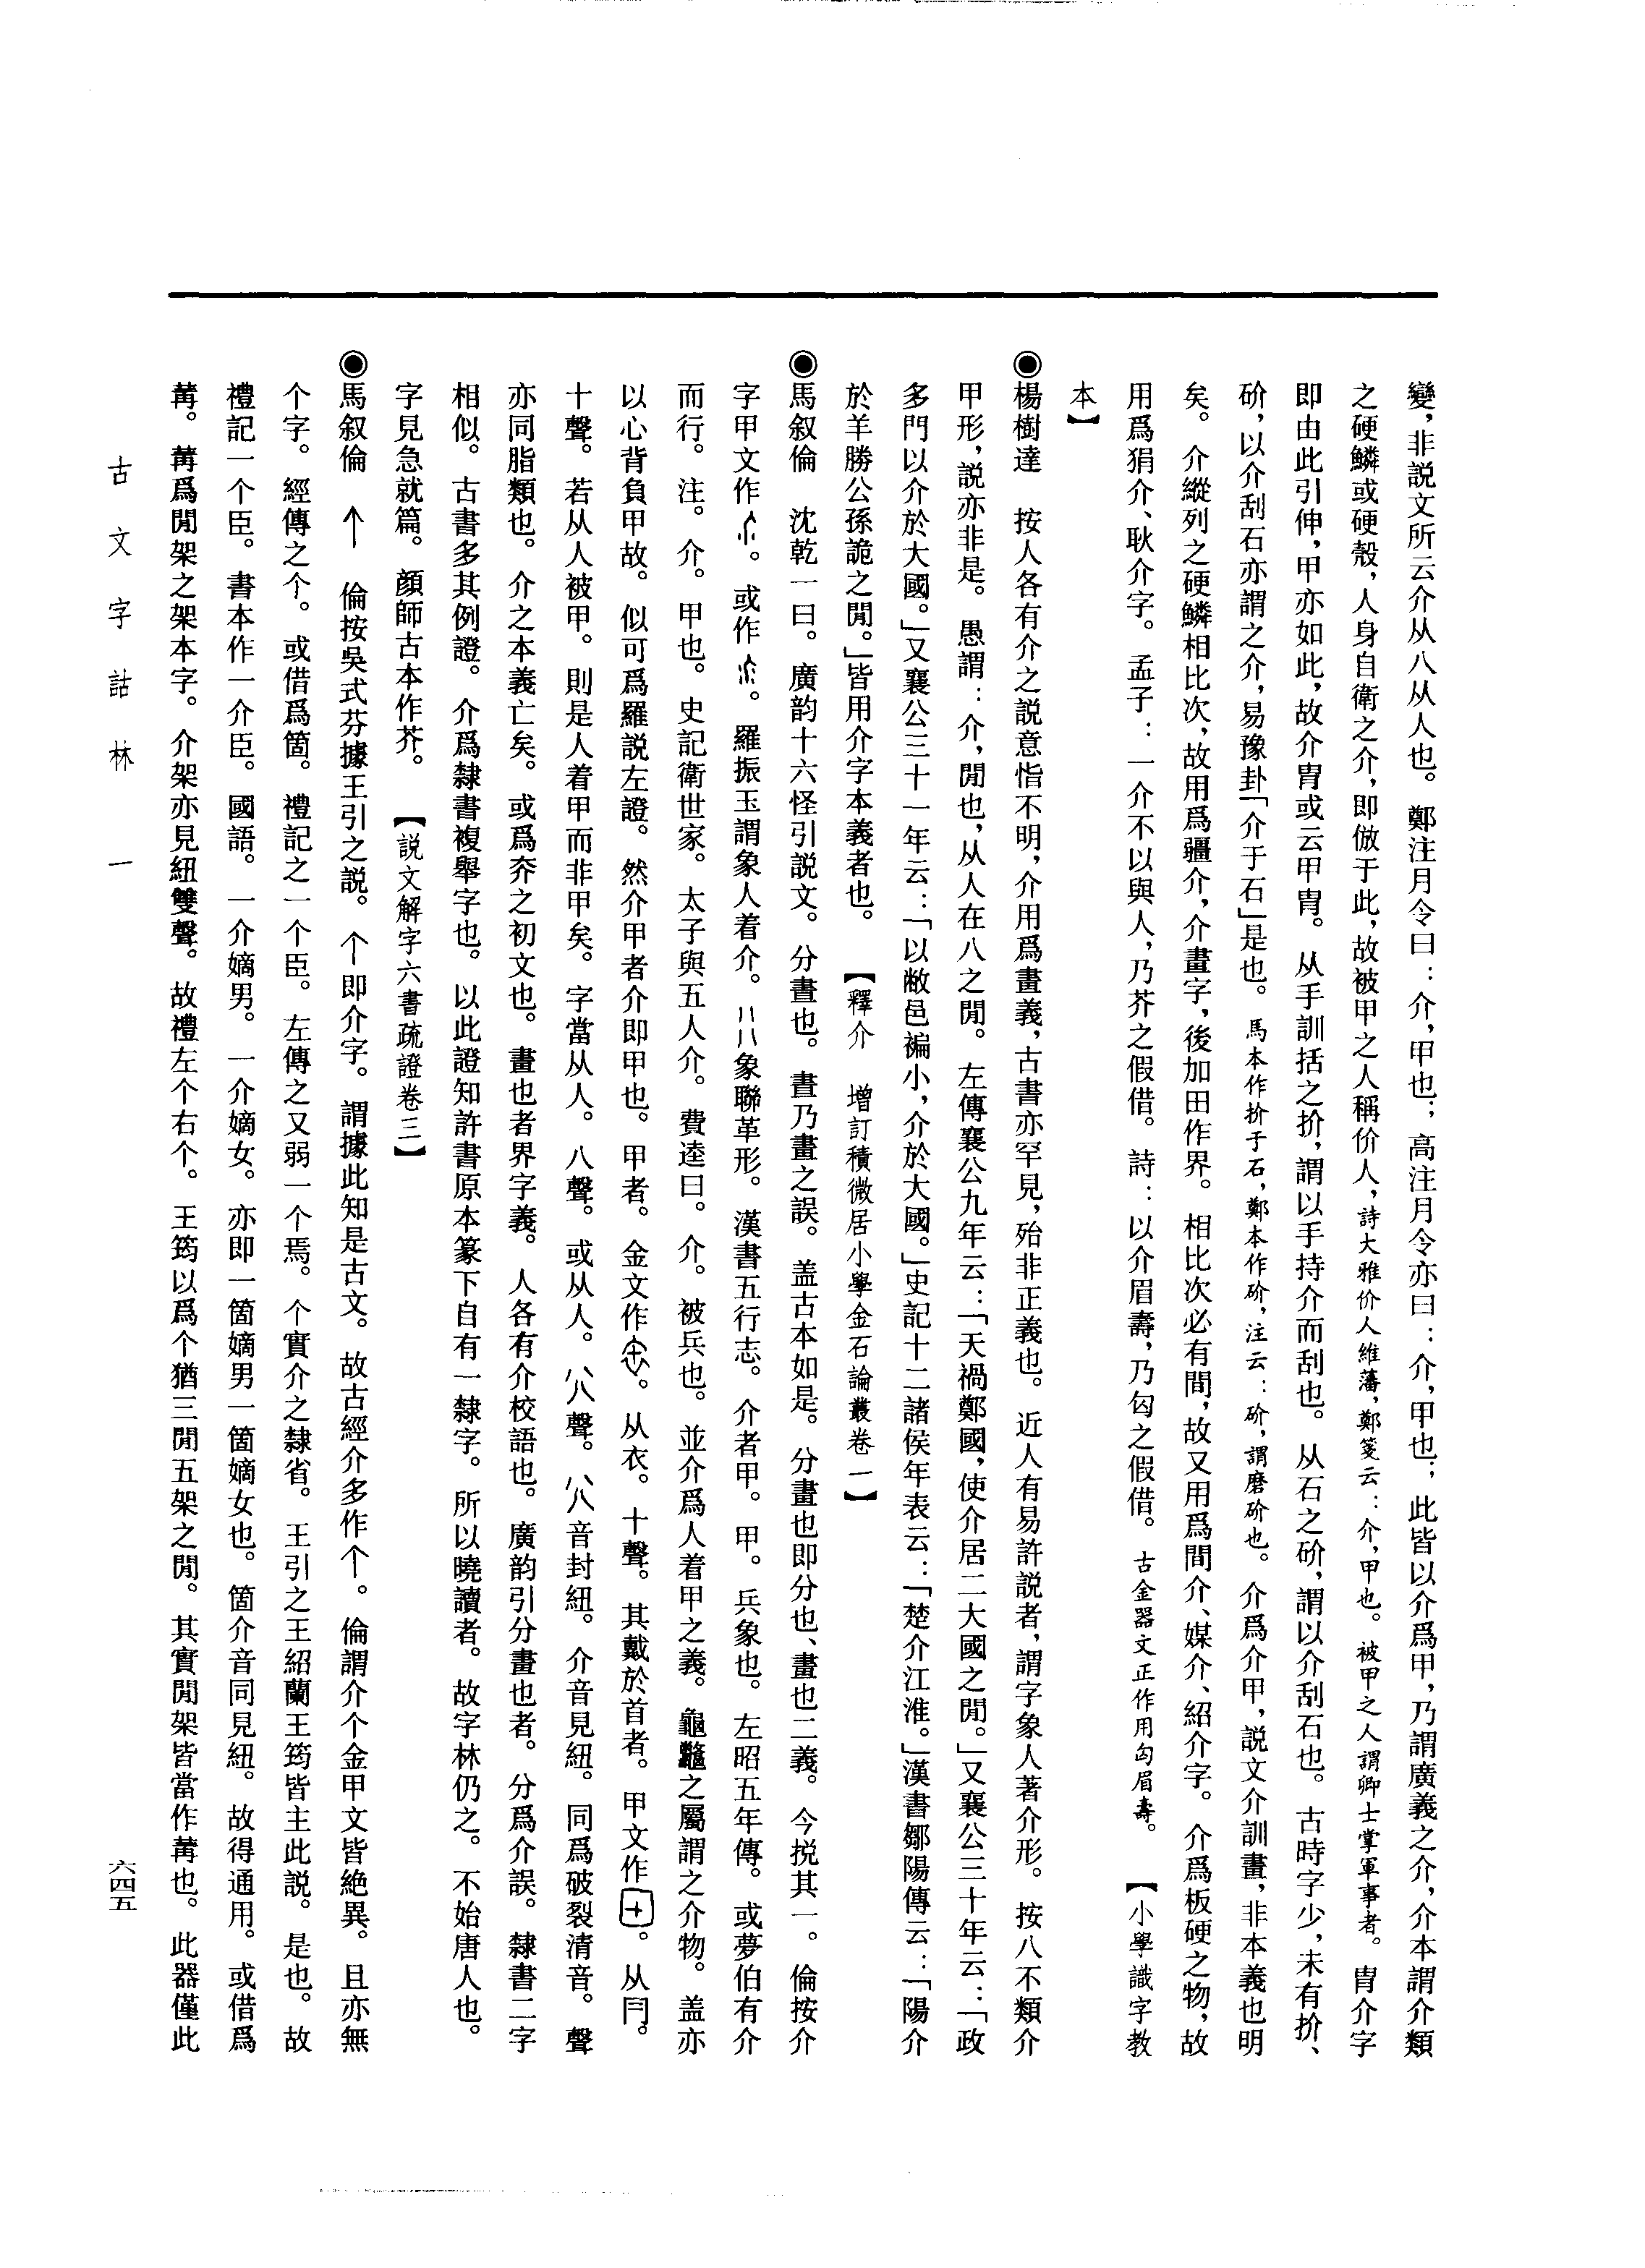 變，非説文所云介从八从人也。鄭注月令曰：介，甲也；高注月令亦曰：介，甲也；此皆以介爲甲，乃謂廣義之介，介本謂介類
之硬鱗或硬殼，人身自衛之介，即倣于此，故被甲之人稱价人，詩大雅价人維藩，鄭箋云：介，甲也。被甲之人謂卿士掌軍事者。胄介字
即由此引伸，甲亦如此，故介胄或云甲胄。从手訓括之扴，謂以手持介而刮也。从石之砎，謂以介刮石也。古時字少，未有扴、
砎，以介刮石亦謂之介，易豫卦「介于石」是也。馬本作扴于石，鄭本作砎，注云：砎，謂磨砎也。介爲介甲，説文介訓畫，非本義也明
矣。介縱列之硬鱗相比次，故用爲疆介，介畫字，後加田作界。相比次必有間，故又用爲間介、媒介、紹介字。介爲板硬之物，故
用爲狷介、耿介字。孟子：一介不以與人，乃芥之假借。詩：以介眉壽，乃匃之假借。古金器文正作用匃眉壽。【小學識字教
本】
◉楊樹達　按人各有介之説意恉不明，介用爲畫義，古書亦罕見，殆非正義也。近人有易許説者，謂字象人著介形。按八不類介
甲形，説亦非是。愚謂：介，閒也，从人在八之閒。左傳襄公九年云：「天禍鄭國，使介居二大國之閒。」又襄公三十年云：「政
多門以介於大國。」又襄公三十一年云：「以敝邑褊小，介於大國。」史記十二諸侯年表云：「楚介江淮。」漢書鄒陽傳云：「陽介
於羊勝公孫詭之閒。」皆用介字本義者也。【釋介　增訂積微居小學金石論叢卷一】
◉馬叙倫　沈乾一曰。廣韵十六怪引説文。分晝也。晝乃畫之誤。盖古本如是。分畫也即分也、畫也二義。今捝其一。倫按介
字甲文作。或作。羅振玉謂象人着介。象聯革形。漢書五行志。介者甲。甲。兵象也。左昭五年傳。或夢伯有介
而行。注。介。甲也。史記衛世家。太子與五人介。費逵曰。介。被兵也。並介爲人着甲之義。龜鼈之屬謂之介物。盖亦
以心背負甲故。似可爲羅説左證。然介甲者介即甲也。甲者。金文作。从衣。十聲。其戴於首者。甲文作。从冃。
十聲。若从人被甲。則是人着甲而非甲矣。字當从人。八聲。或从人。聲。音封紐。介音見紐。同爲破裂清音。聲
亦同脂類也。介之本義亡矣。或爲夰之初文也。畫也者界字義。人各有介校語也。廣韵引分畫也者。分爲介誤。隸書二字
相似。古書多其例證。介爲隸書複舉字也。以此證知許書原本篆下自有一隸字。所以曉讀者。故字林仍之。不始唐人也。
字見急就篇。顔師古本作芥。【説文解字六書疏證卷三】
◉馬叙倫　倫按吳式芬據王引之説。个即介字。謂據此知是古文。故古經介多作个。倫謂介个金甲文皆絶異。且亦無
个字。經傳之个。或借爲箇。禮記之一个臣。左傳之又弱一个焉。个實介之隸省。王引之王紹蘭王筠皆主此説。是也。故
禮記一个臣。書本作一介臣。國語。一介嫡男。一介嫡女。亦即一箇嫡男一箇嫡女也。箇介音同見紐。故得通用。或借爲
冓。冓爲閒架之架本字。介架亦見紐雙聲。故禮左个右个。王筠以爲个猶三閒五架之閒。其實閒架皆當作冓也。此器僅此
古文字詁林　一
六四五